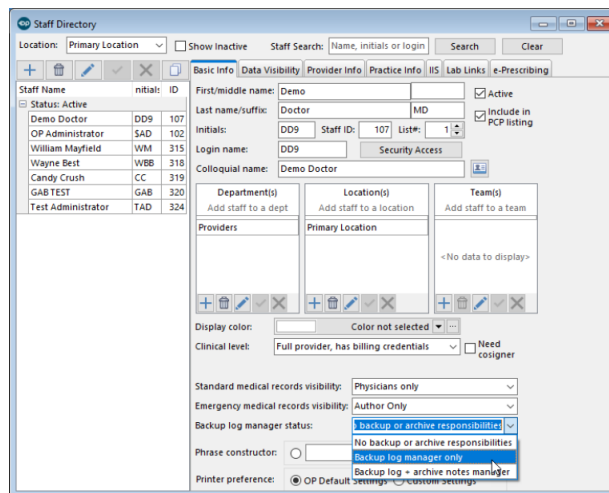 op Staff Directory
Location: Primary Location Show Inactive Staff Search: Name, initials or login Search Clear
Basic Info Data Visibility Provider Info Practice Info IIS Lab Links e-Prescribing
Staff Name nitials ID
Status: Active
Demo Doctor DD9 107
OP Administrator $AD 102
William Mayfield WM 315
Wayne Best WBB 318
Candy Crush CC 319
GAB TEST GAB 320
Test Administrator TAD 324
First/middle name: Demo Active
Last name/suffix: Doctor MD Include in
PCP listing
Initials: DD9 Staff ID: 107 List#: 1
Login name: DD9 Security Access
Colloquial name: Demo Doctor
Department(s) Location(s) Team(s)
Add staff to a dept Add staff to a location Add staff to a team
Providers Primary Location
<No data to display>
Display color: Color not selected
Clinical level: Full provider, has billing credentials Need
cosigner
Standard medical records visibility: Physicians only
Emergency medical records visibility: Author Only
Backup log manager status: backup or archive responsibilities
No backup or archive responsibilities
Backup log manager only
Phrase constructor: Backup log + archive notes manager
Printer preference: OP Default Settings Custom Settings